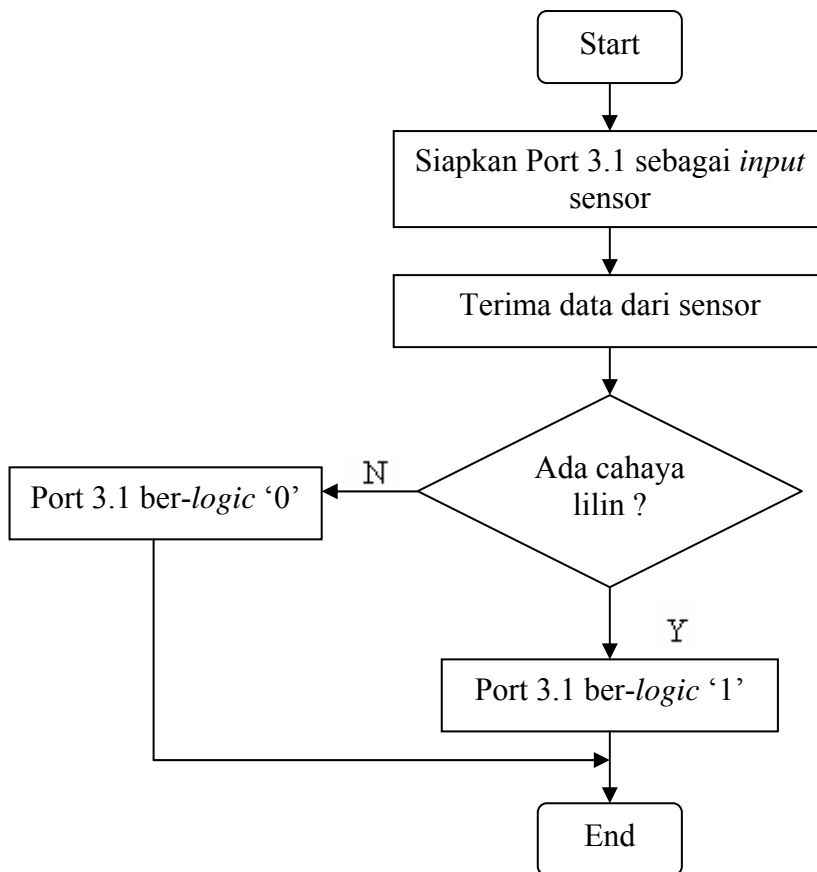 Start
Siapkan Port 3.1 sebagai input
sensor
Terima data dari sensor
Ada cahaya
lilin ?
N
Port 3.1 ber-logic ‘0’
Y
Port 3.1 ber-logic ‘1’
End